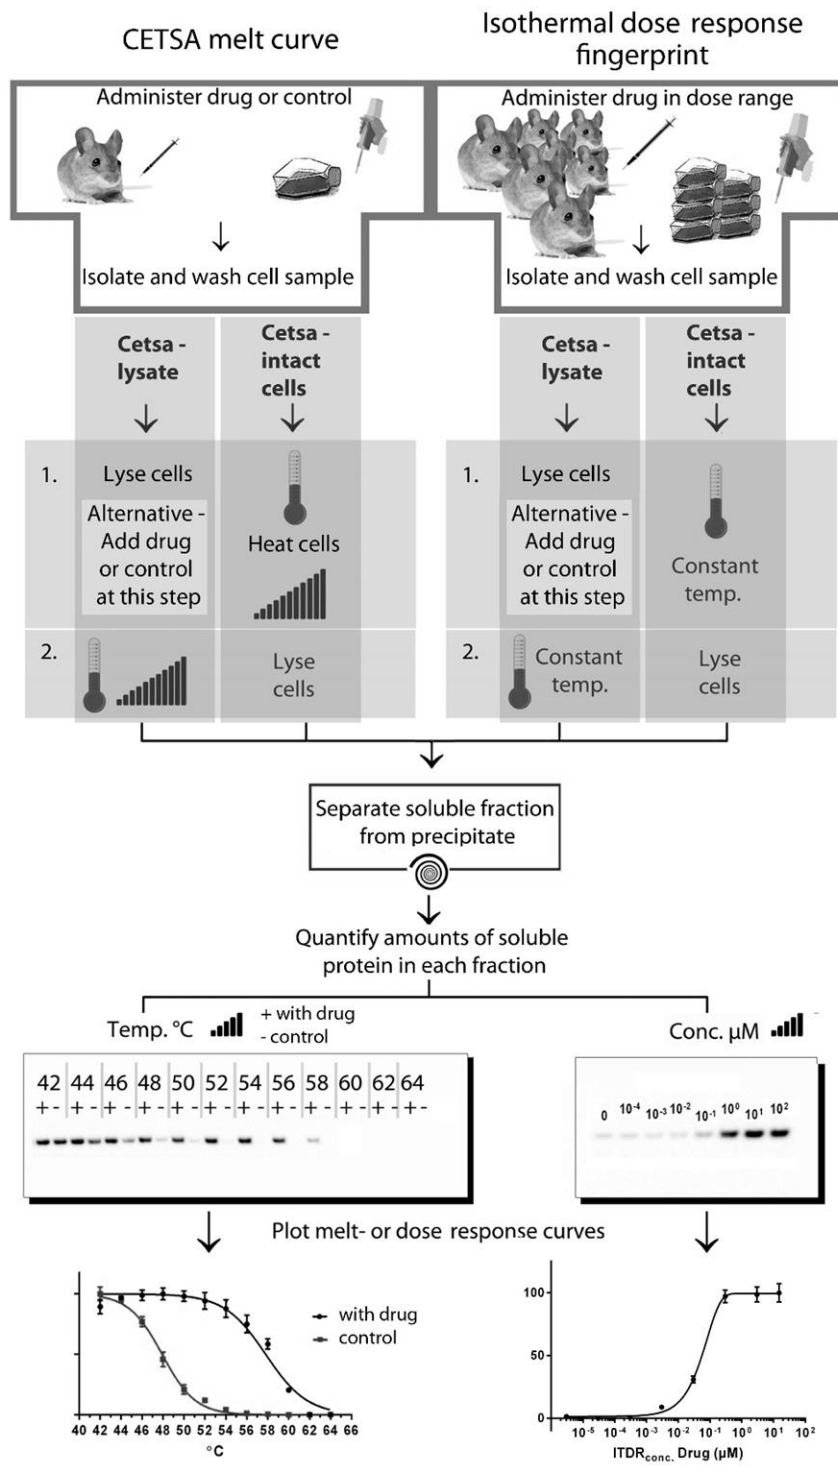 CETSA melt curve
Isothermal dose response
fingerprint
Administer drug or control
Isolate and wash cell sample
Administer drug in dose range
Isolate and wash cell sample
Cetsa -
lysate
Cetsa -
intact
cells
1.
Lyse cells
Alternative -
Add drug
or control
at this step
Heat cells
2.
Lyse
cells
Cetsa -
lysate
Cetsa -
intact
cells
1.
Lyse cells
Alternative -
Add drug
or control
at this step
Constant
temp.
2.
Constant
temp.
Lyse
cells
Separate soluble fraction
from precipitate
Quantify amounts of soluble
protein in each fraction
Temp. °C
+ with drug
- control
42 44 46 48 50 52 54 56 58 60 62 64
+ - + - + - + - + - + - + - + - + - + - + - + -
Conc. µM
0 10⁻⁴ 10⁻³ 10⁻² 10⁻¹ 10⁰ 10¹ 10²
Plot melt- or dose response curves
with drug
control
40 42 44 46 48 50 52 54 56 58 60 62 64 66
°C
100
50
0
10⁻⁵ 10⁻⁴ 10⁻³ 10⁻² 10⁻¹ 10⁰ 10¹ 10²
ITDRconc. Drug (µM)